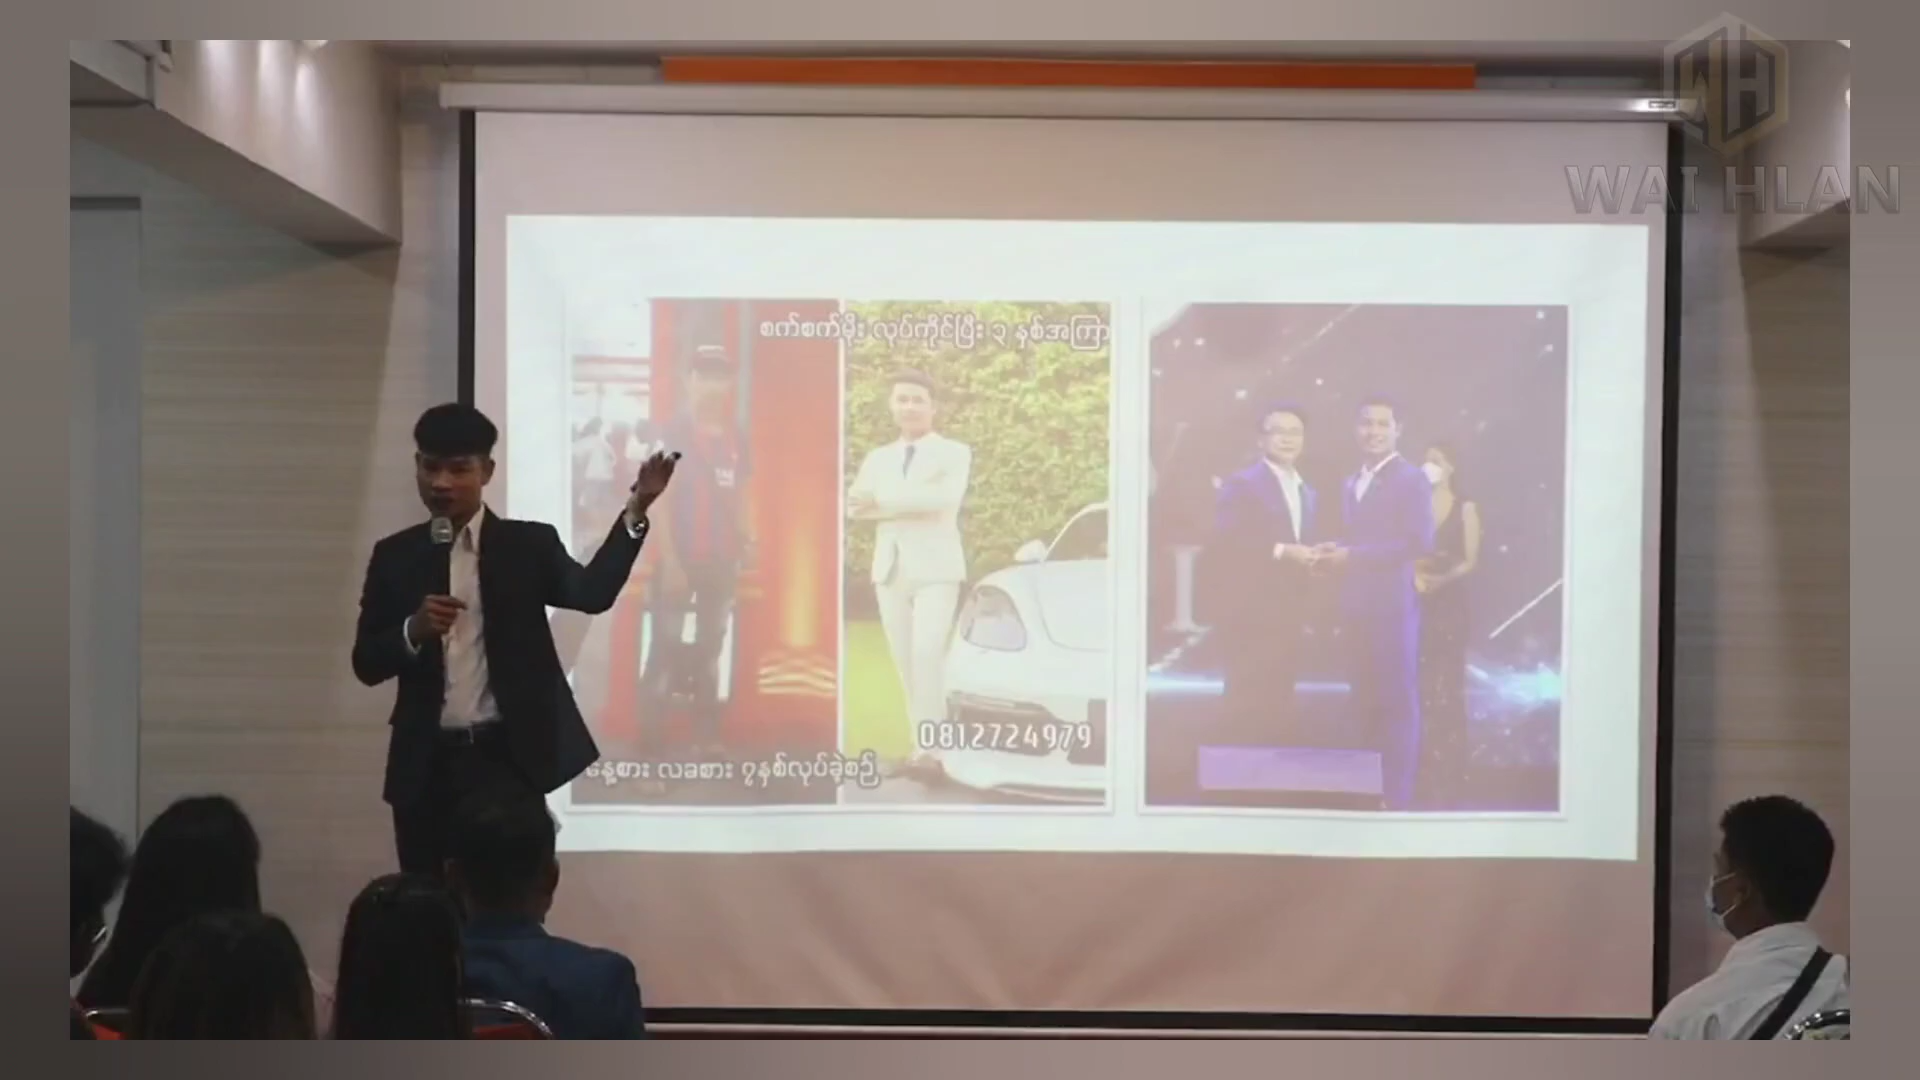 WH
WAI HLAN
စက်စက်မိုး လုပ်ကိုင်ပြီး ၃ နှစ်အကြာ
0812724979
နေ့စား လခစား ၇နှစ်လုပ်ခဲ့စဉ်